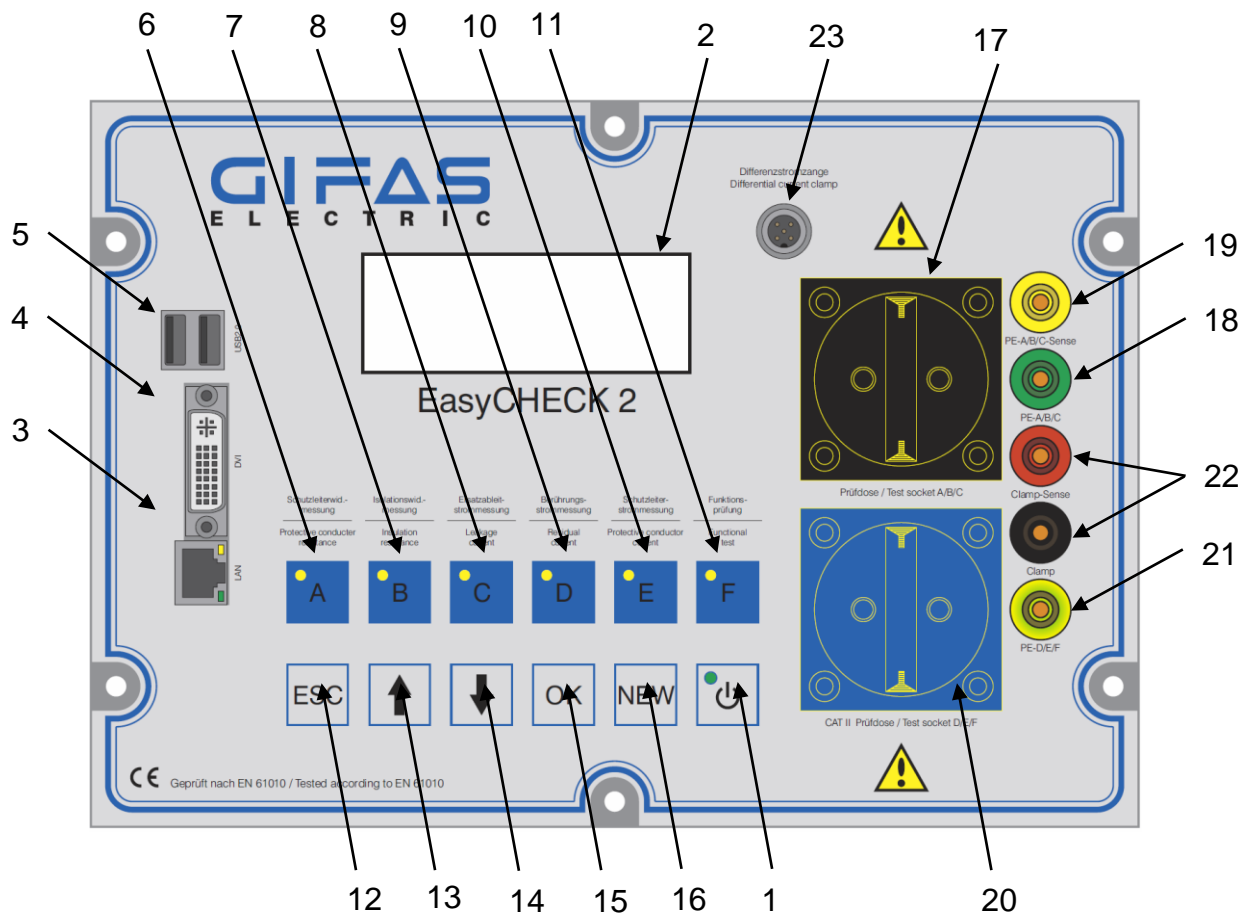 6 7 8 9 10 11 2 23 17
GIFAS
ELECTRIC
Differenzstromzange
Differential current clamp
5
4
3
USB2.0
DVI
LAN
EasyCHECK 2
19
18
22
21
PE-A/B/C-Sense
PE-A/B/C
Clamp-Sense
Clamp
PE-D/E/F
Prüfdose / Test socket A/B/C
Schutzleiterwid.-
messung
Protective conductor
resistance
Isolationswid.-
messung
Insulation
resistance
Ersatzableit-
strommessung
Leakage
current
Berührungs-
strommessung
Residual
current
Schutzleiter-
strommessung
Protective conductor
current
Funktions-
prüfung
Functional
test
A B C D E F
ESC OK NEW
CAT II Prüfdose / Test socket D/E/F
CE Geprüft nach EN 61010 / Tested according to EN 61010
12 13 14 15 16 1 20